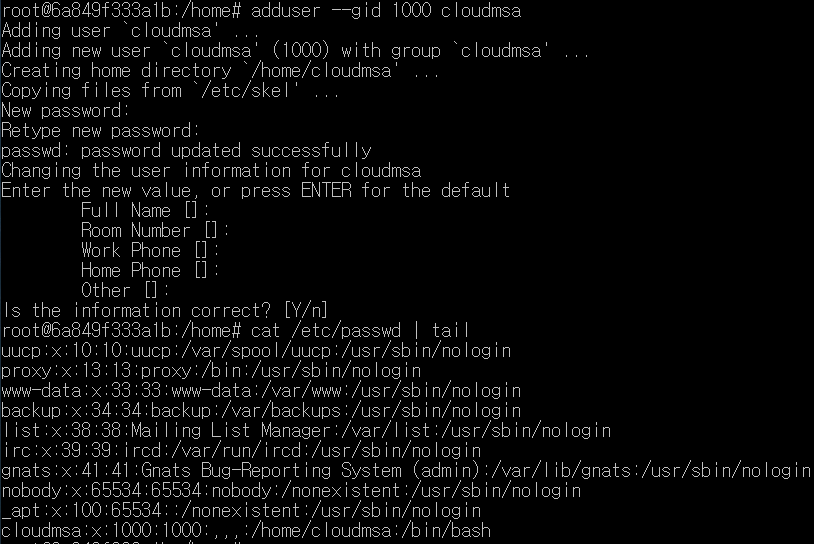 root@6a849f333a1b:/home# adduser --gid 1000 cloudmsa
Adding user `cloudmsa' ...
Adding new user `cloudmsa' (1000) with group `cloudmsa' ...
Creating home directory `/home/cloudmsa' ...
Copying files from `/etc/skel' ...
New password:
Retype new password:
passwd: password updated successfully
Changing the user information for cloudmsa
Enter the new value, or press ENTER for the default
Full Name []:
Room Number []:
Work Phone []:
Home Phone []:
Other []:
Is the information correct? [Y/n]
root@6a849f333a1b:/home# cat /etc/passwd | tail
uucp:x:10:10:uucp:/var/spool/uucp:/usr/sbin/nologin
proxy:x:13:13:proxy:/bin:/usr/sbin/nologin
www-data:x:33:33:www-data:/var/www:/usr/sbin/nologin
backup:x:34:34:backup:/var/backups:/usr/sbin/nologin
list:x:38:38:Mailing List Manager:/var/list:/usr/sbin/nologin
irc:x:39:39:ircd:/var/run/ircd:/usr/sbin/nologin
gnats:x:41:41:Gnats Bug-Reporting System (admin):/var/lib/gnats:/usr/sbin/nologin
nobody:x:65534:65534:nobody:/nonexistent:/usr/sbin/nologin
_apt:x:100:65534::/nonexistent:/usr/sbin/nologin
cloudmsa:x:1000:1000:,,,:/home/cloudmsa:/bin/bash